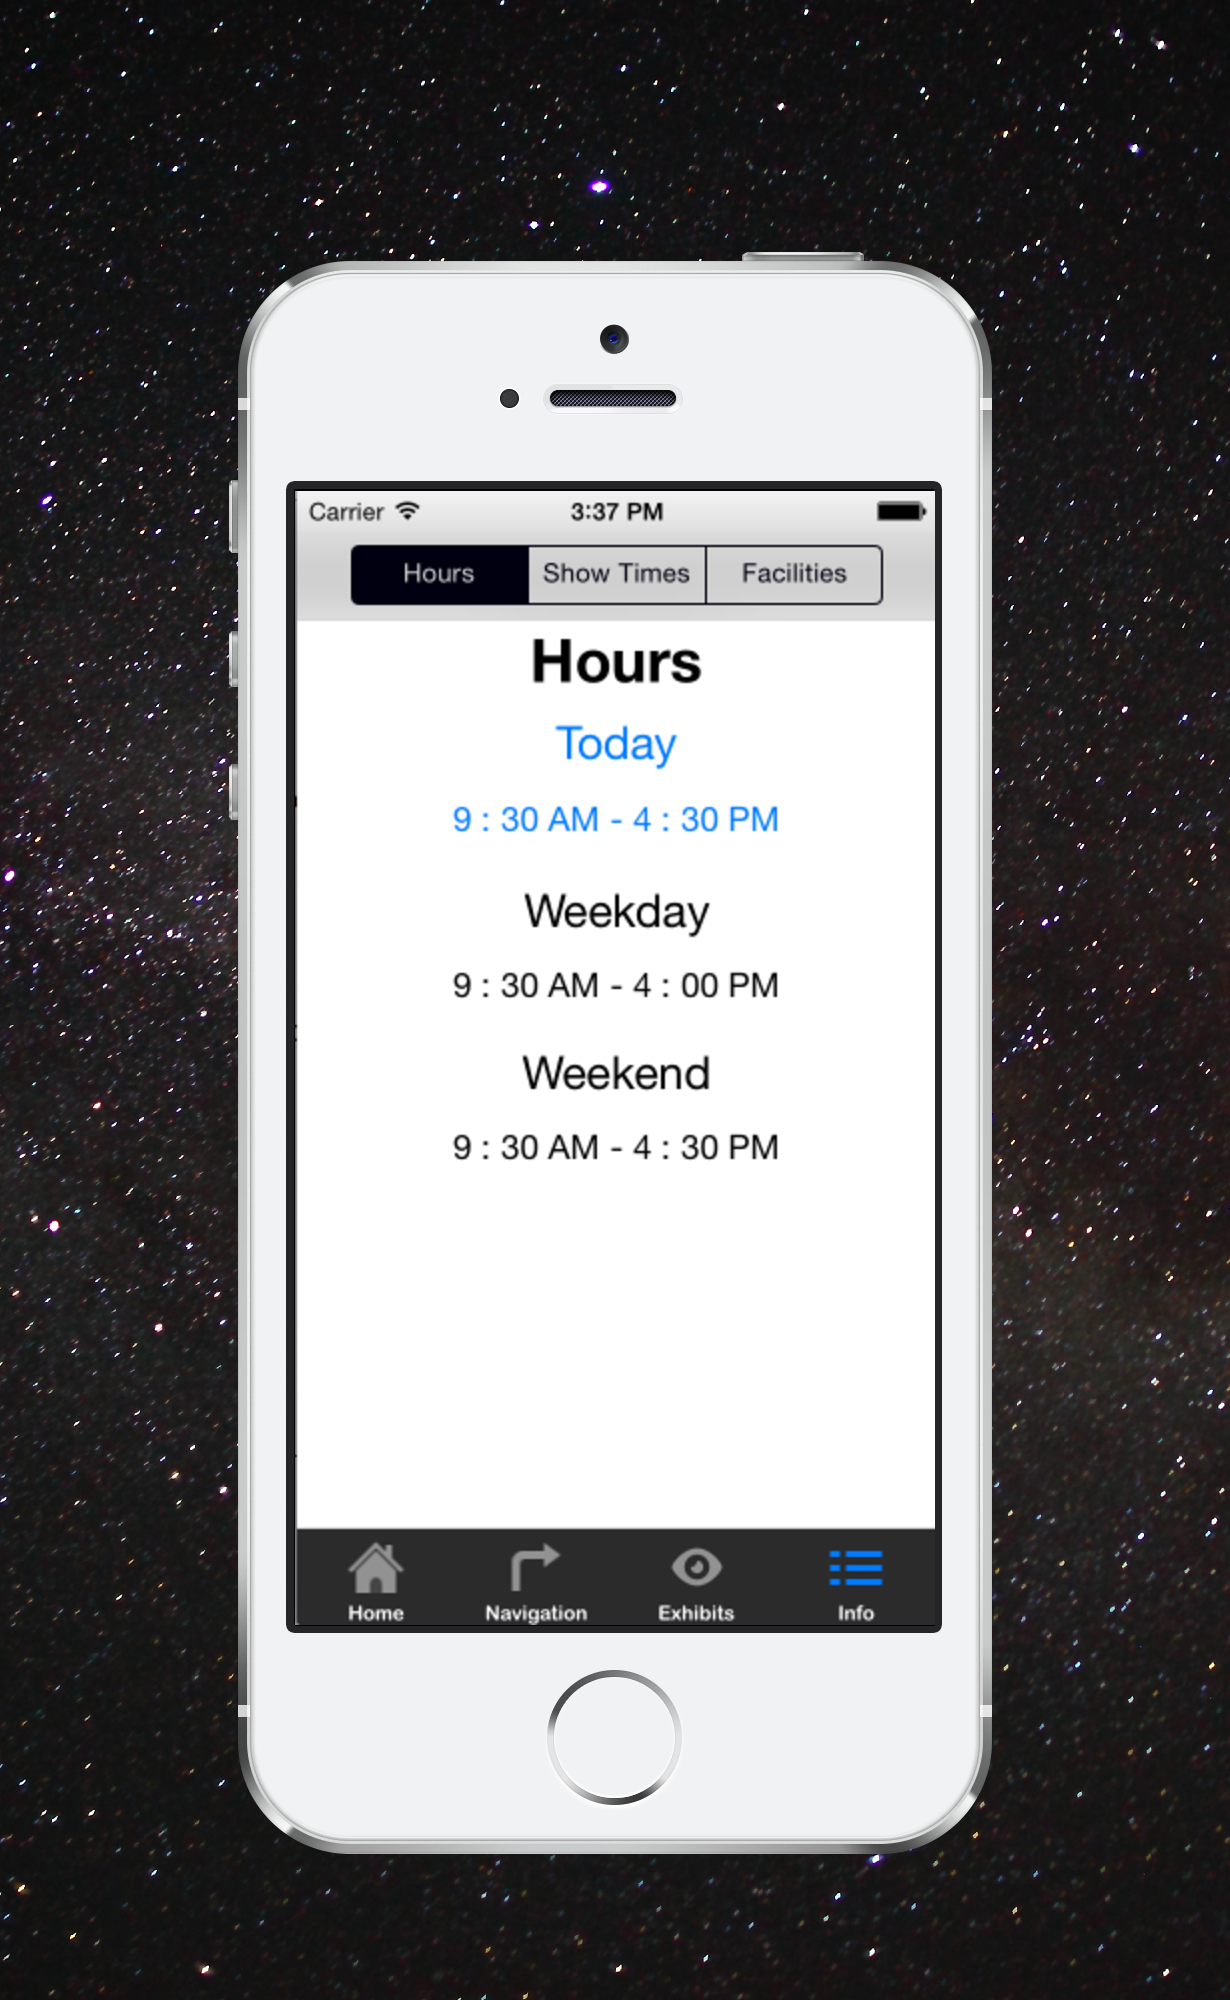 Carrier 3:37 PM
Hours Show Times Facilities
Hours
Today
9 : 30 AM - 4 : 30 PM
Weekday
9 : 30 AM - 4 : 00 PM
Weekend
9 : 30 AM - 4 : 30 PM
Home Navigation Exhibits Info